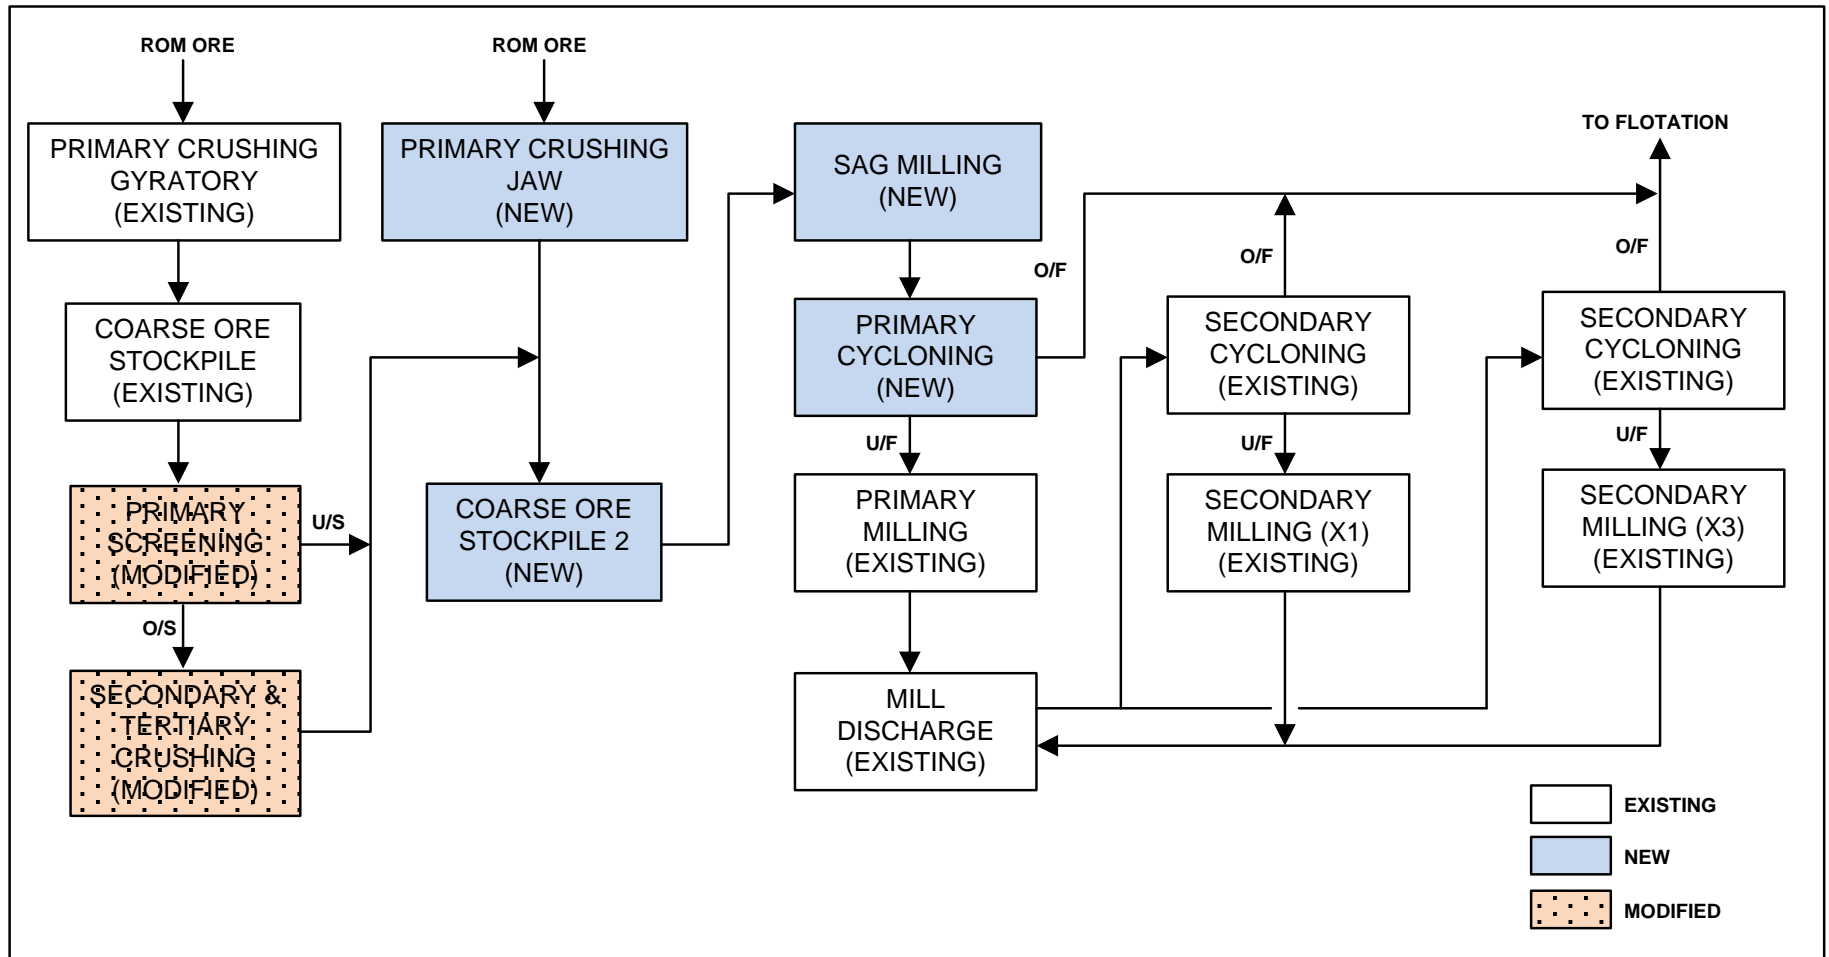 ROM ORE
PRIMARY CRUSHING
GYRATORY
(EXISTING)
COARSE ORE
STOCKPILE
(EXISTING)
PRIMARY
SCREENING
(MODIFIED)
U/S
O/S
SECONDARY &
TERTIARY
CRUSHING
(MODIFIED)
ROM ORE
PRIMARY CRUSHING
JAW
(NEW)
COARSE ORE
STOCKPILE 2
(NEW)
SAG MILLING
(NEW)
O/F
PRIMARY
CYCLONING
(NEW)
U/F
PRIMARY
MILLING
(EXISTING)
MILL
DISCHARGE
(EXISTING)
O/F
SECONDARY
CYCLONING
(EXISTING)
U/F
SECONDARY
MILLING (X1)
(EXISTING)
TO FLOTATION
O/F
SECONDARY
CYCLONING
(EXISTING)
U/F
SECONDARY
MILLING (X3)
(EXISTING)
EXISTING
NEW
MODIFIED